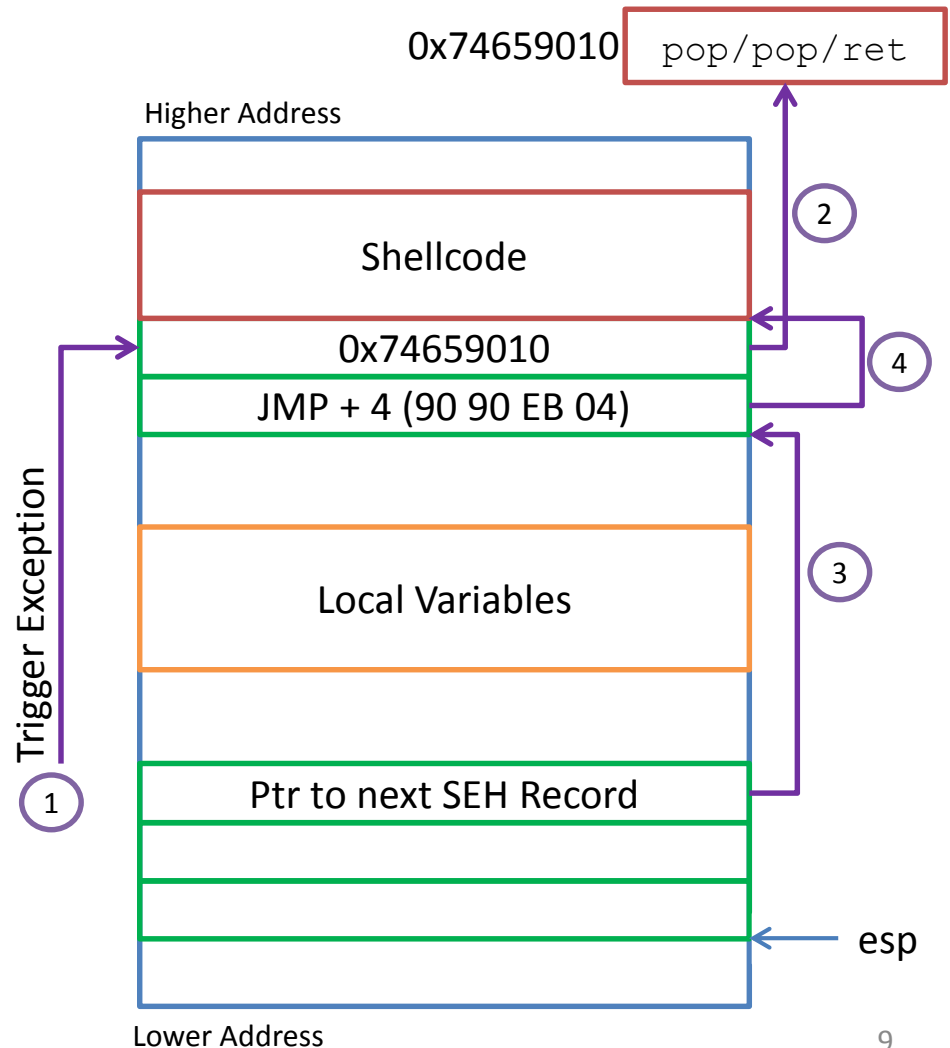 0x74659010
pop/pop/ret
Higher Address
2
Shellcode
0x74659010
4
JMP + 4 (90 90 EB 04)
Trigger Exception
3
Local Variables
1
Ptr to next SEH Record
esp
Lower Address
9